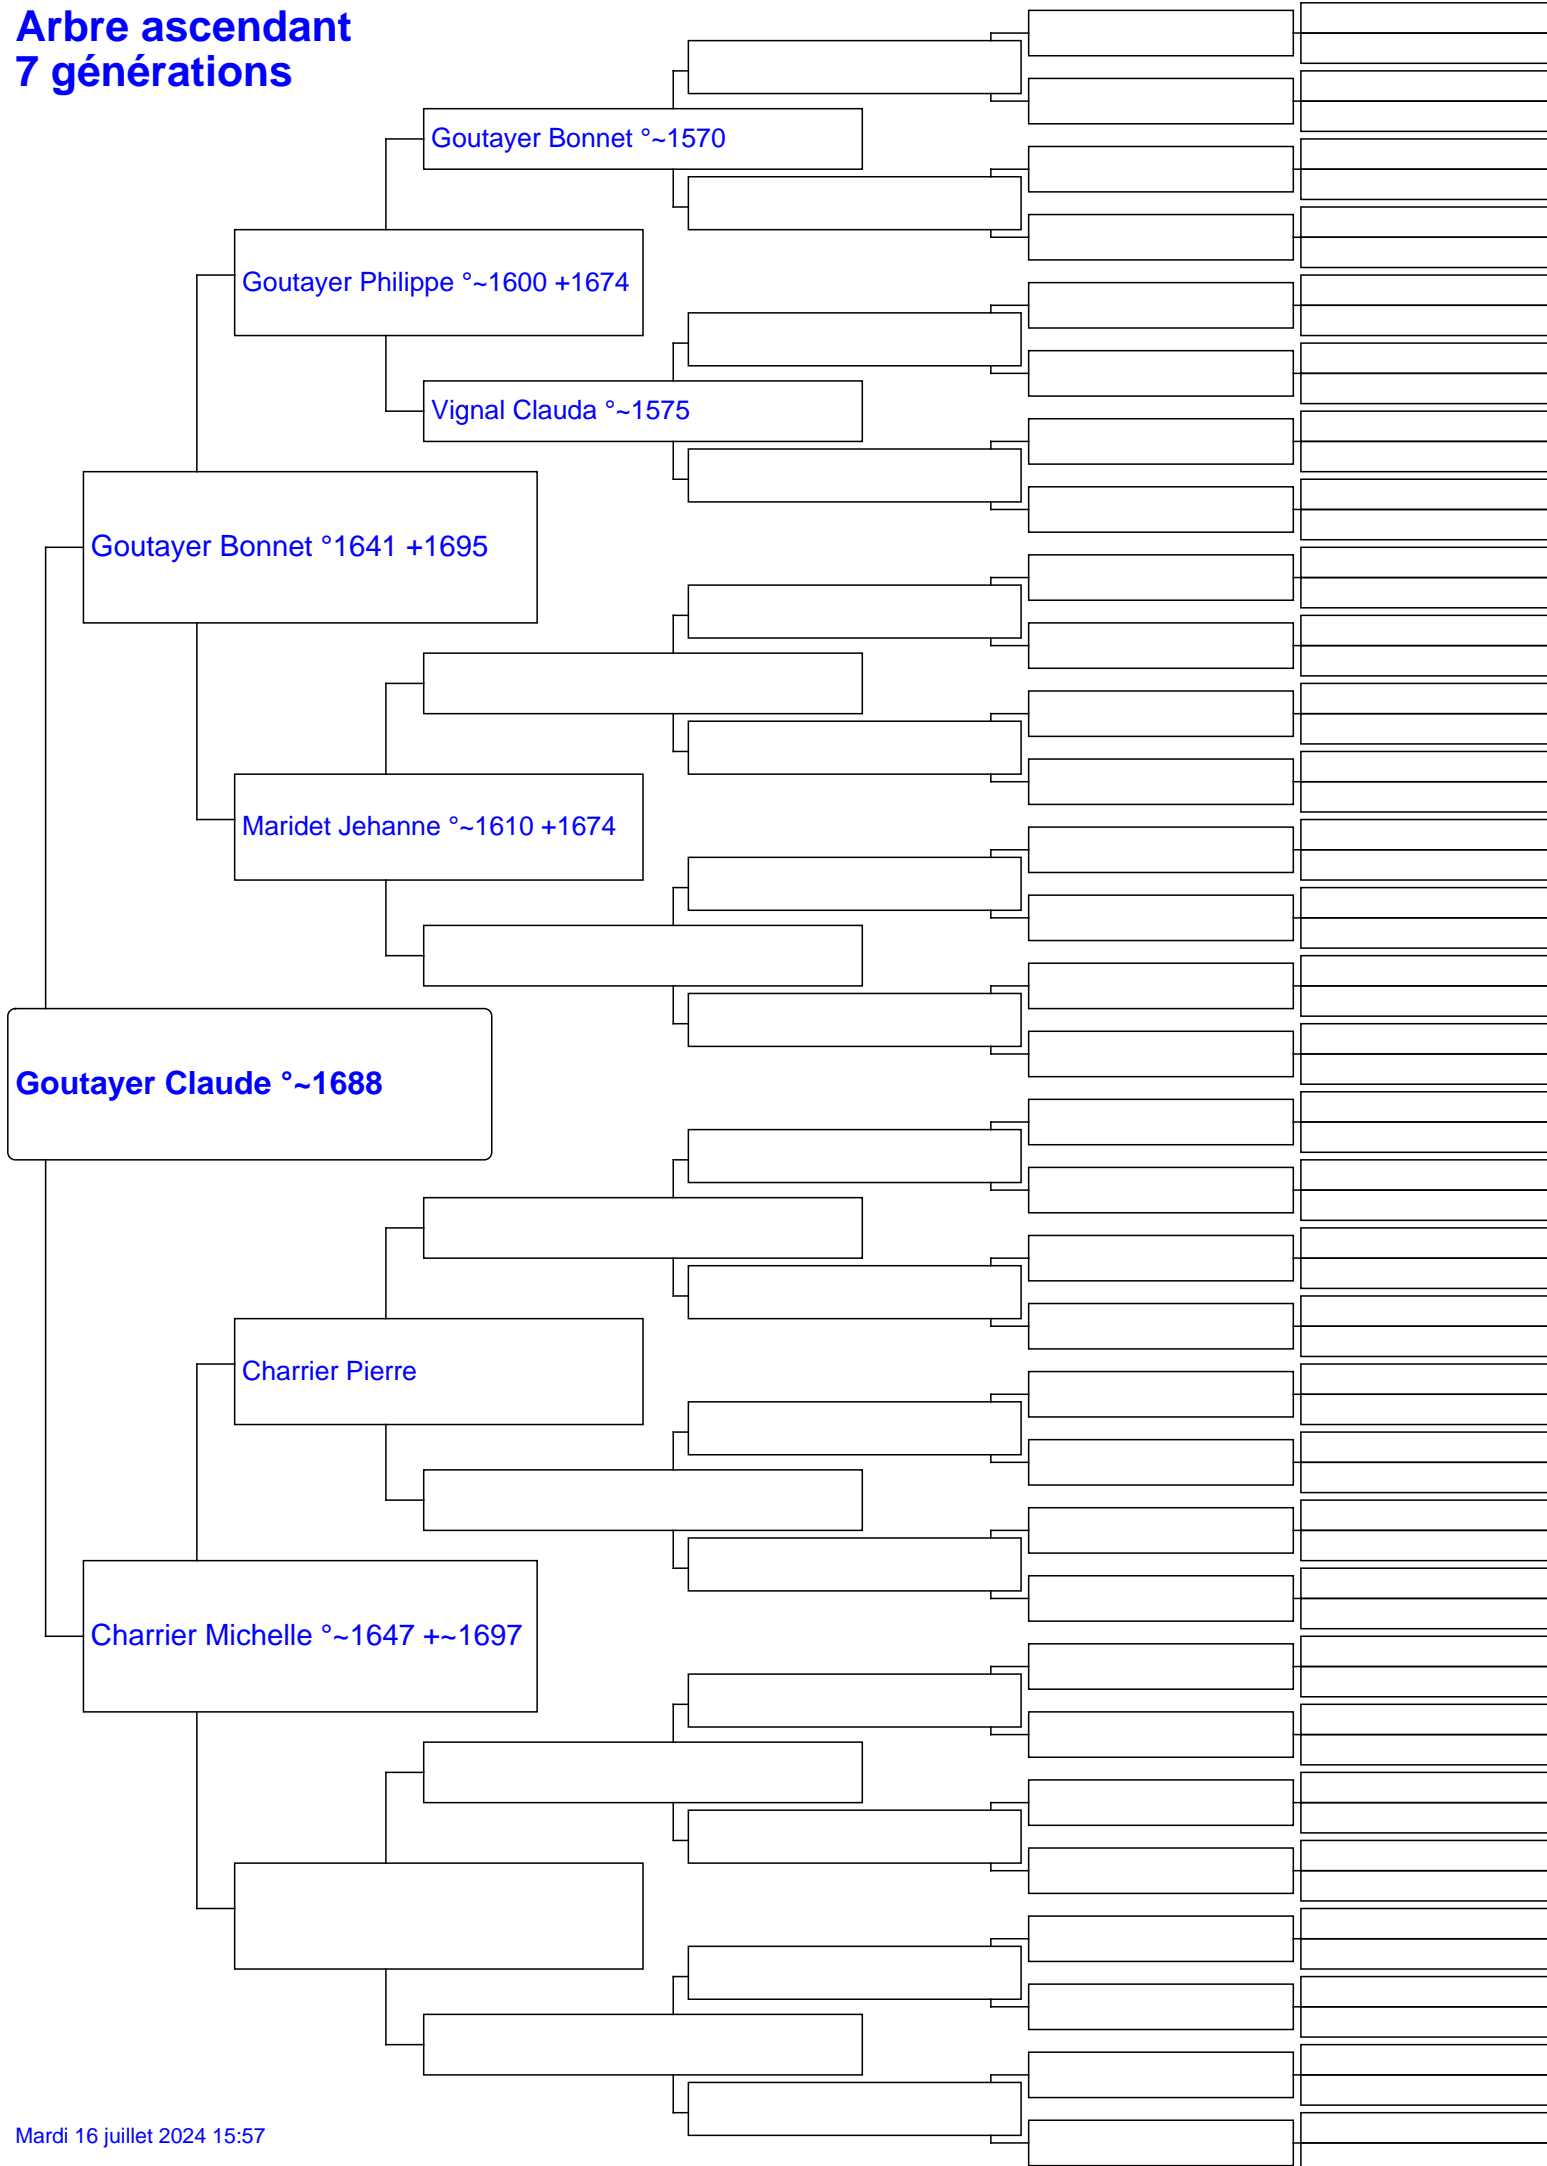 Arbre ascendant
7 générations
Goutayer Bonnet °~1570
Goutayer Philippe °~1600 +1674
Vignal Clauda °~1575
Goutayer Bonnet °1641 +1695
Maridet Jehanne °~1610 +1674
Goutayer Claude °~1688
Charrier Pierre
Charrier Michelle °~1647 +~1697
Mardi 16 juillet 2024 15:57